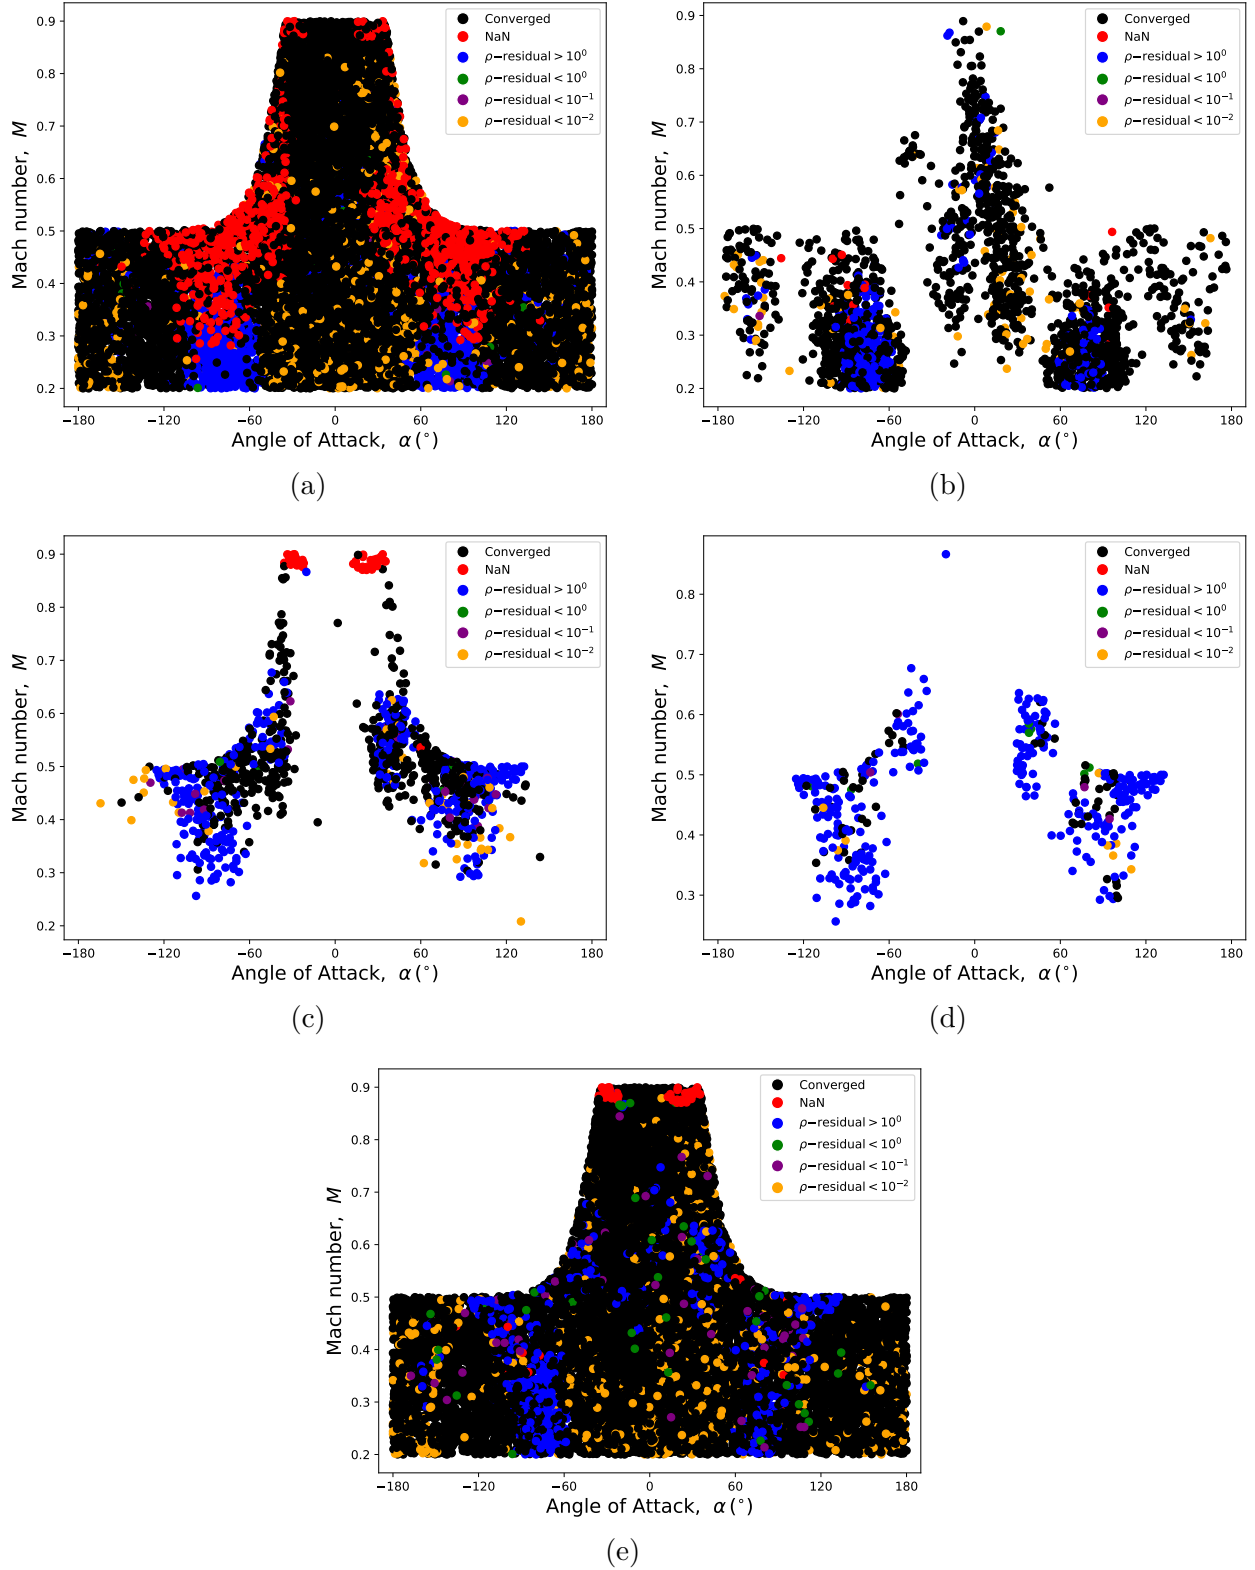 0.9
0.8
0.7
0.6
0.5
0.4
0.3
0.2
Mach number, M
−180
−120
−60
0
60
120
180
Angle of Attack, α (°)
Converged
NaN
ρ−residual > 10⁰
ρ−residual < 10⁰
ρ−residual < 10⁻¹
ρ−residual < 10⁻²
(a)
0.9
0.8
0.7
0.6
0.5
0.4
0.3
0.2
Mach number, M
−180
−120
−60
0
60
120
180
Angle of Attack, α (°)
Converged
NaN
ρ−residual > 10⁰
ρ−residual < 10⁰
ρ−residual < 10⁻¹
ρ−residual < 10⁻²
(b)
0.9
0.8
0.7
0.6
0.5
0.4
0.3
0.2
Mach number, M
−180
−120
−60
0
60
120
180
Angle of Attack, α (°)
Converged
NaN
ρ−residual > 10⁰
ρ−residual < 10⁰
ρ−residual < 10⁻¹
ρ−residual < 10⁻²
(c)
0.8
0.7
0.6
0.5
0.4
0.3
Mach number, M
−180
−120
−60
0
60
120
180
Angle of Attack, α (°)
Converged
NaN
ρ−residual > 10⁰
ρ−residual < 10⁰
ρ−residual < 10⁻¹
ρ−residual < 10⁻²
(d)
0.9
0.8
0.7
0.6
0.5
0.4
0.3
0.2
Mach number, M
−180
−120
−60
0
60
120
180
Angle of Attack, α (°)
Converged
NaN
ρ−residual > 10⁰
ρ−residual < 10⁰
ρ−residual < 10⁻¹
ρ−residual < 10⁻²
(e)